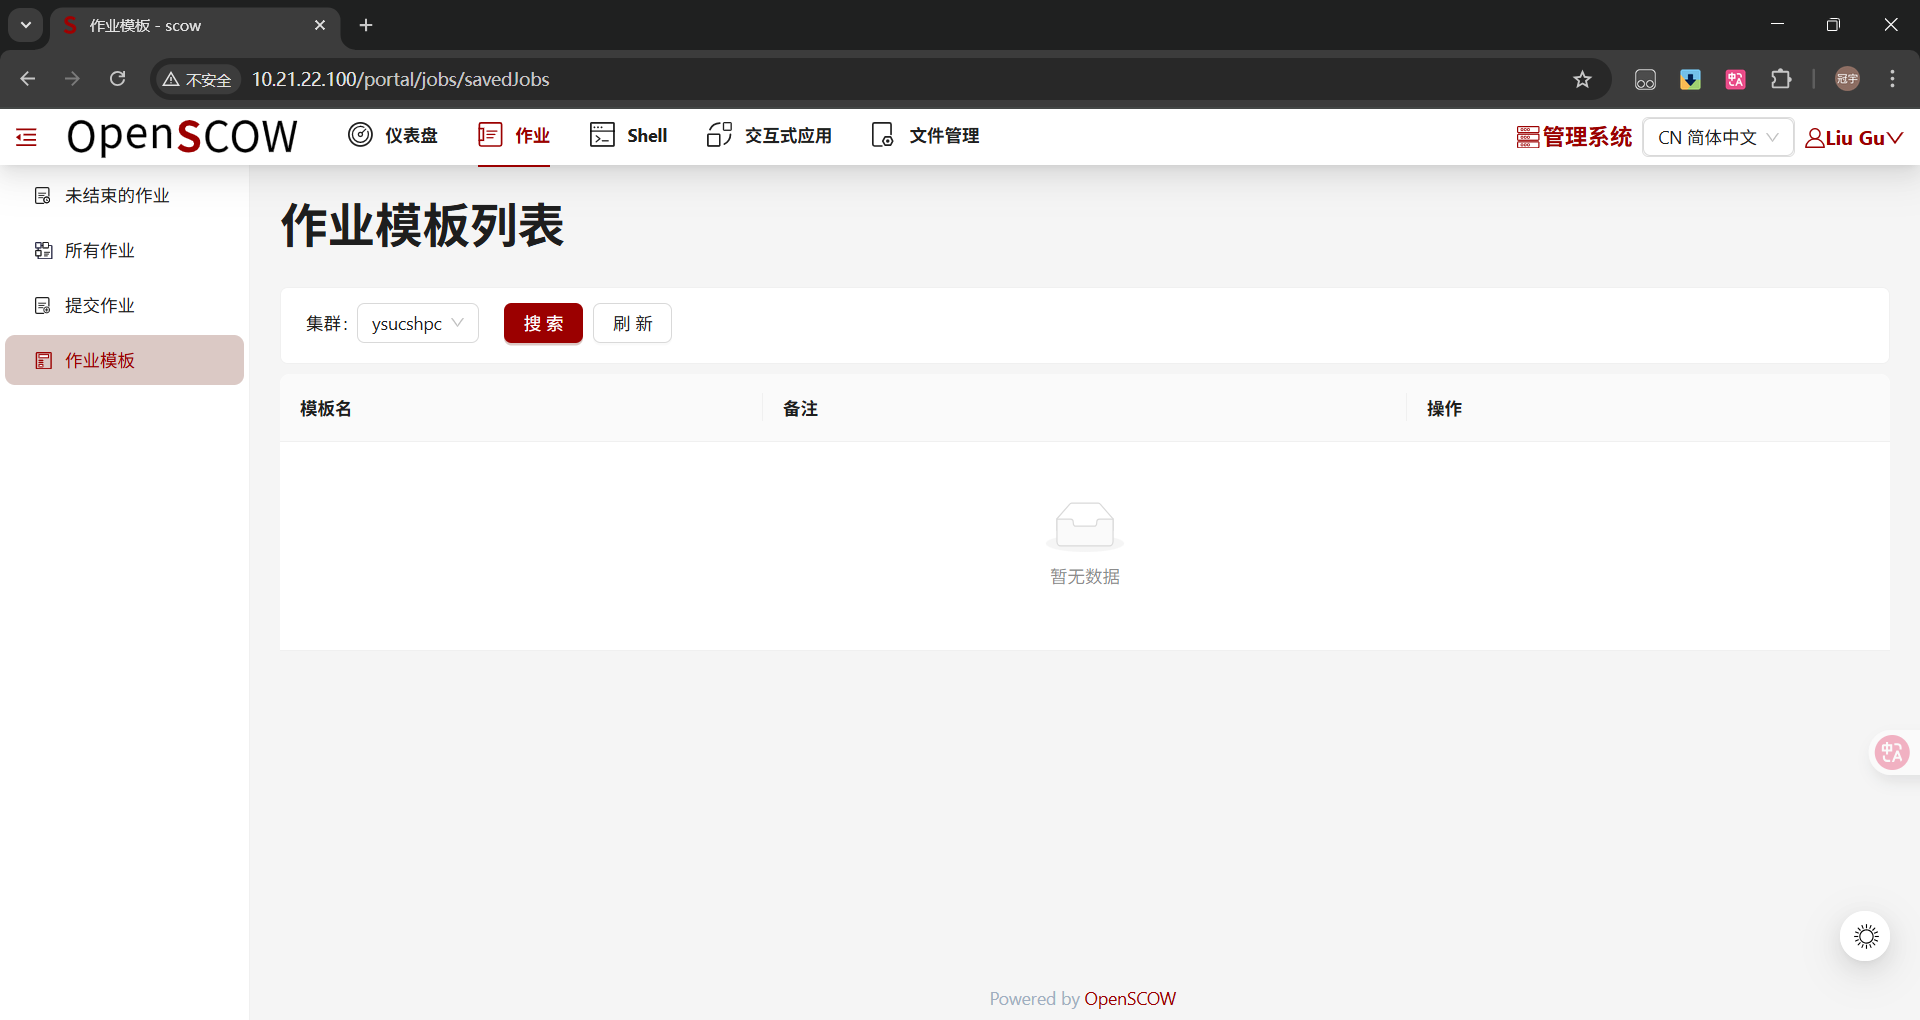 作业模板 - scow
不安全 10.21.22.100/portal/jobs/savedJobs
冠宇
OpenSCOW 仪表盘 作业 Shell 交互式应用 文件管理 管理系统 CN 简体中文 Liu Gu
未结束的作业
所有作业
提交作业
作业模板
作业模板列表
集群: ysucshpc 搜 索 刷 新
模板名 备注 操作
暂无数据
Powered by OpenSCOW